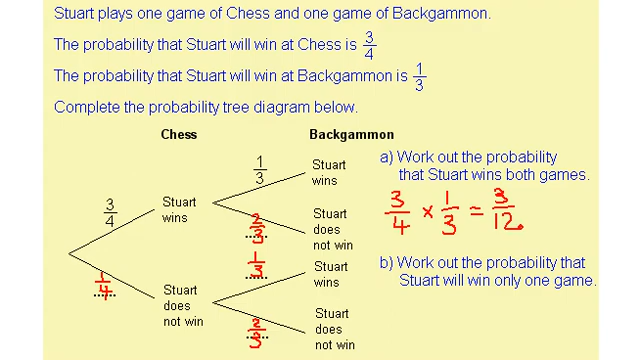 Stuart plays one game of Chess and one game of Backgammon.
The probability that Stuart will win at Chess is 3/4
The probability that Stuart will win at Backgammon is 1/3
Complete the probability tree diagram below.
Chess
Backgammon
3/4
Stuart
wins
1/3
Stuart
wins
2/3
Stuart
does
not win
1/4
Stuart
does
not win
1/3
Stuart
wins
2/3
Stuart
does
not win
a) Work out the probability
that Stuart wins both games.
3/4 × 1/3 = 3/12
b) Work out the probability that
Stuart will win only one game.